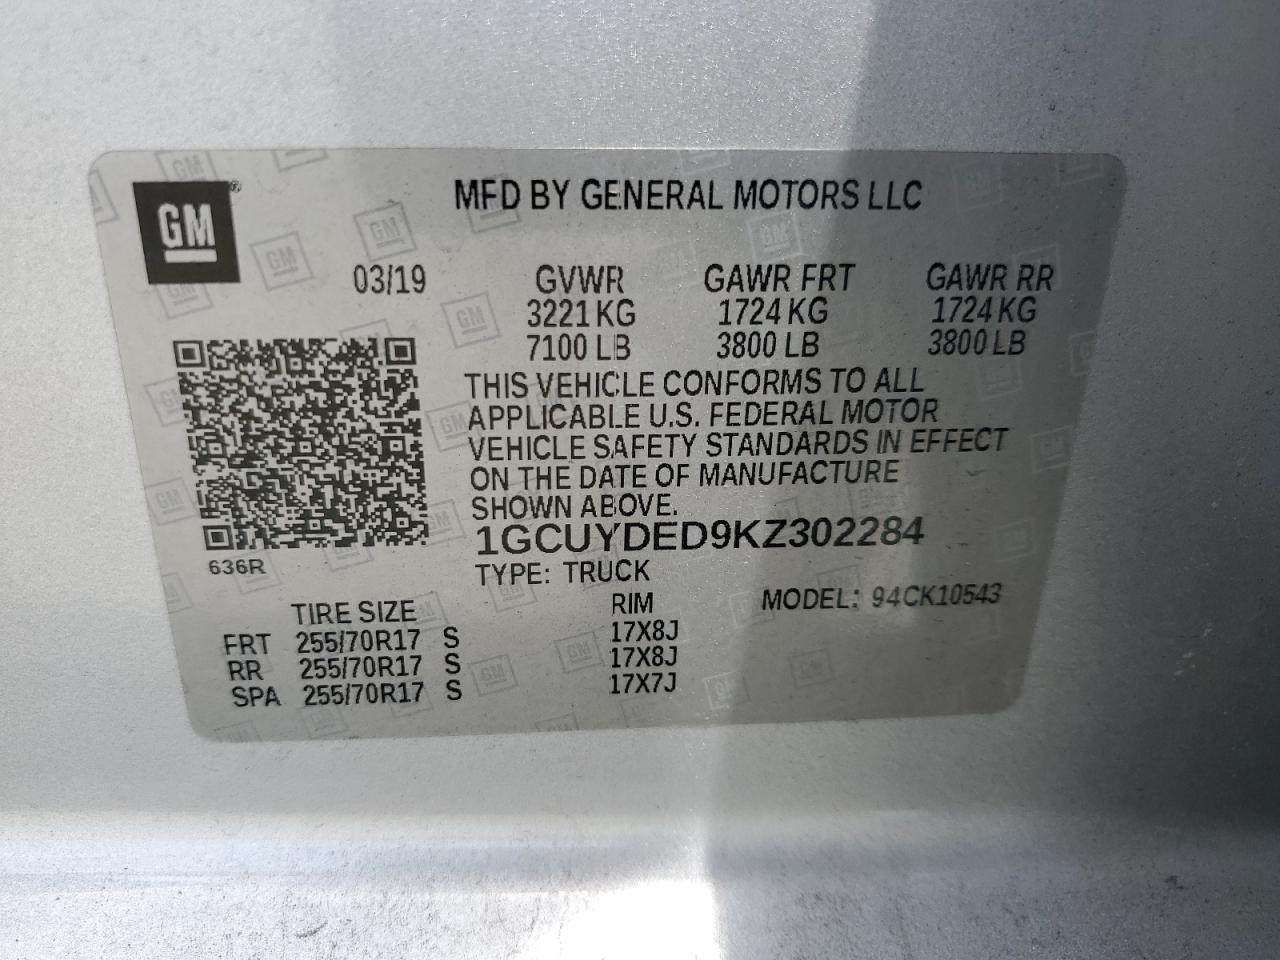 GM®
MFD BY GENERAL MOTORS LLC
03/19 GVWR GAWR FRT GAWR RR
3221 KG 1724 KG 1724 KG
7100 LB 3800 LB 3800 LB
THIS VEHICLE CONFORMS TO ALL
APPLICABLE U.S. FEDERAL MOTOR
VEHICLE SAFETY STANDARDS IN EFFECT
ON THE DATE OF MANUFACTURE
SHOWN ABOVE.
1GCUYDED9KZ302284
636R
TYPE: TRUCK
MODEL: 94CK10543
TIRE SIZE RIM
FRT 255/70R17 S 17X8J
RR 255/70R17 S 17X8J
SPA 255/70R17 S 17X7J